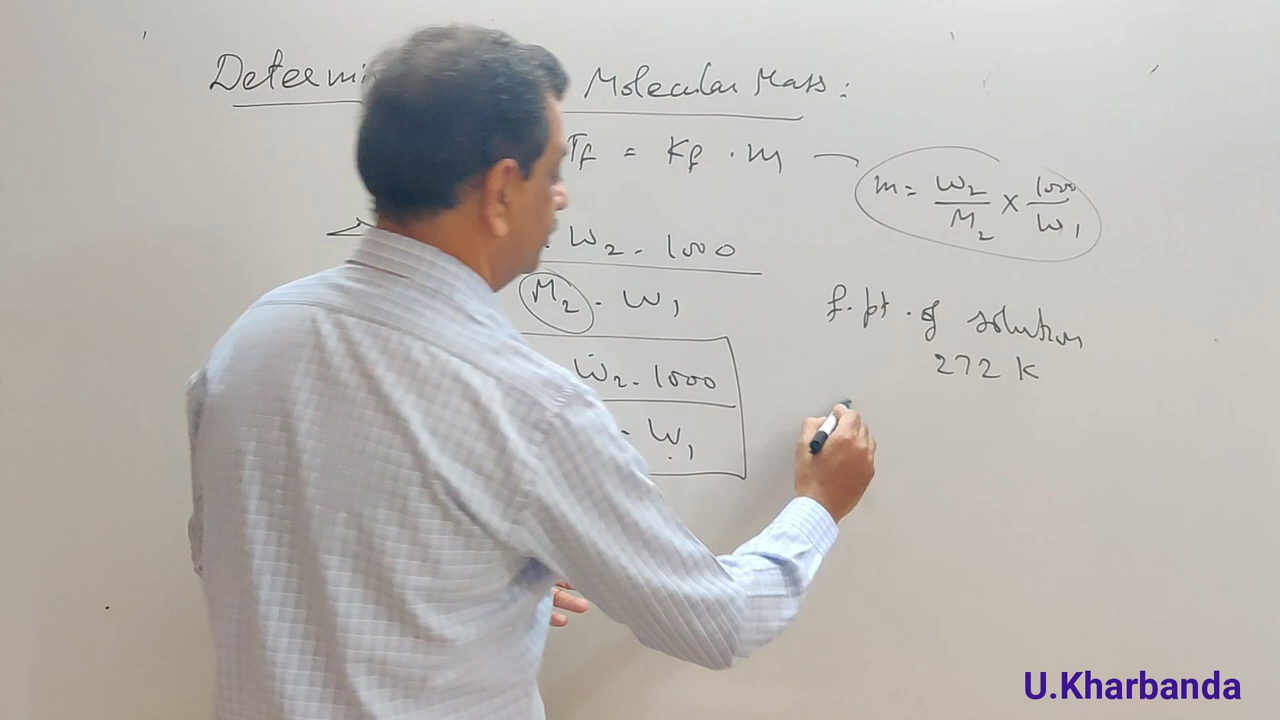 Determi Molecular Mass:
Tf = Kf . m
m = W2/M2 × 1000/W1
. W2 . 1000
M2 . W1
f. pt. of solution
272 K
W2 . 1000
- W1
U.Kharbanda